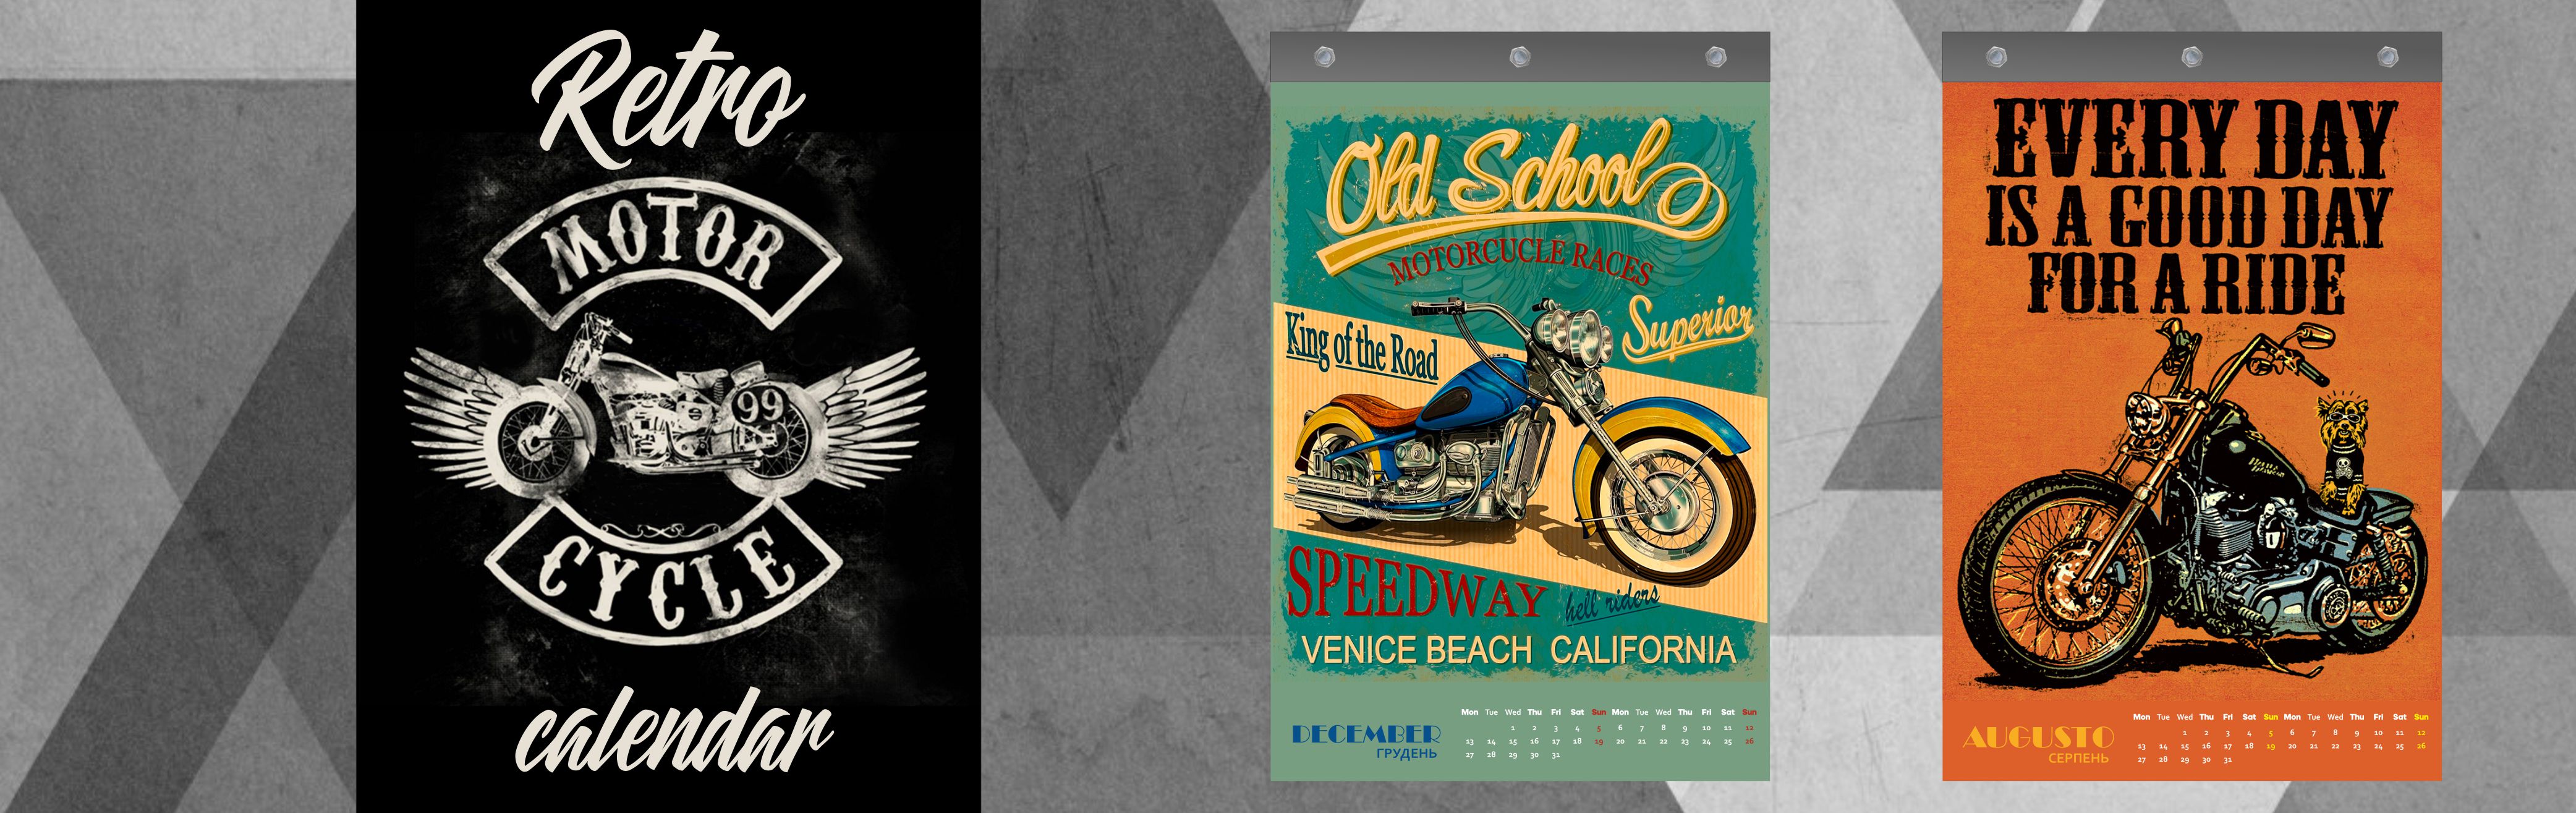 Retro
MOTOR
99
CYCLE
calendar
Old School
MOTORCUCLE RACES
Superior
King of the Road
SPEEDWAY
hell riders
VENICE BEACH CALIFORNIA
DECEMBER
ГРУДЕНЬ
Mon Tue Wed Thu Fri Sat Sun Mon Tue Wed Thu Fri Sat Sun
1 2 3 4 5 6 7 8 9 10 11 12
13 14 15 16 17 18 19 20 21 22 23 24 25 26
27 28 29 30 31
EVERY DAY
IS A GOOD DAY
FOR A RIDE
AUGUSTO
СЕРПЕНЬ
Mon Tue Wed Thu Fri Sat Sun Mon Tue Wed Thu Fri Sat Sun
1 2 3 4 5 6 7 8 9 10 11 12
13 14 15 16 17 18 19 20 21 22 23 24 25 26
27 28 29 30 31